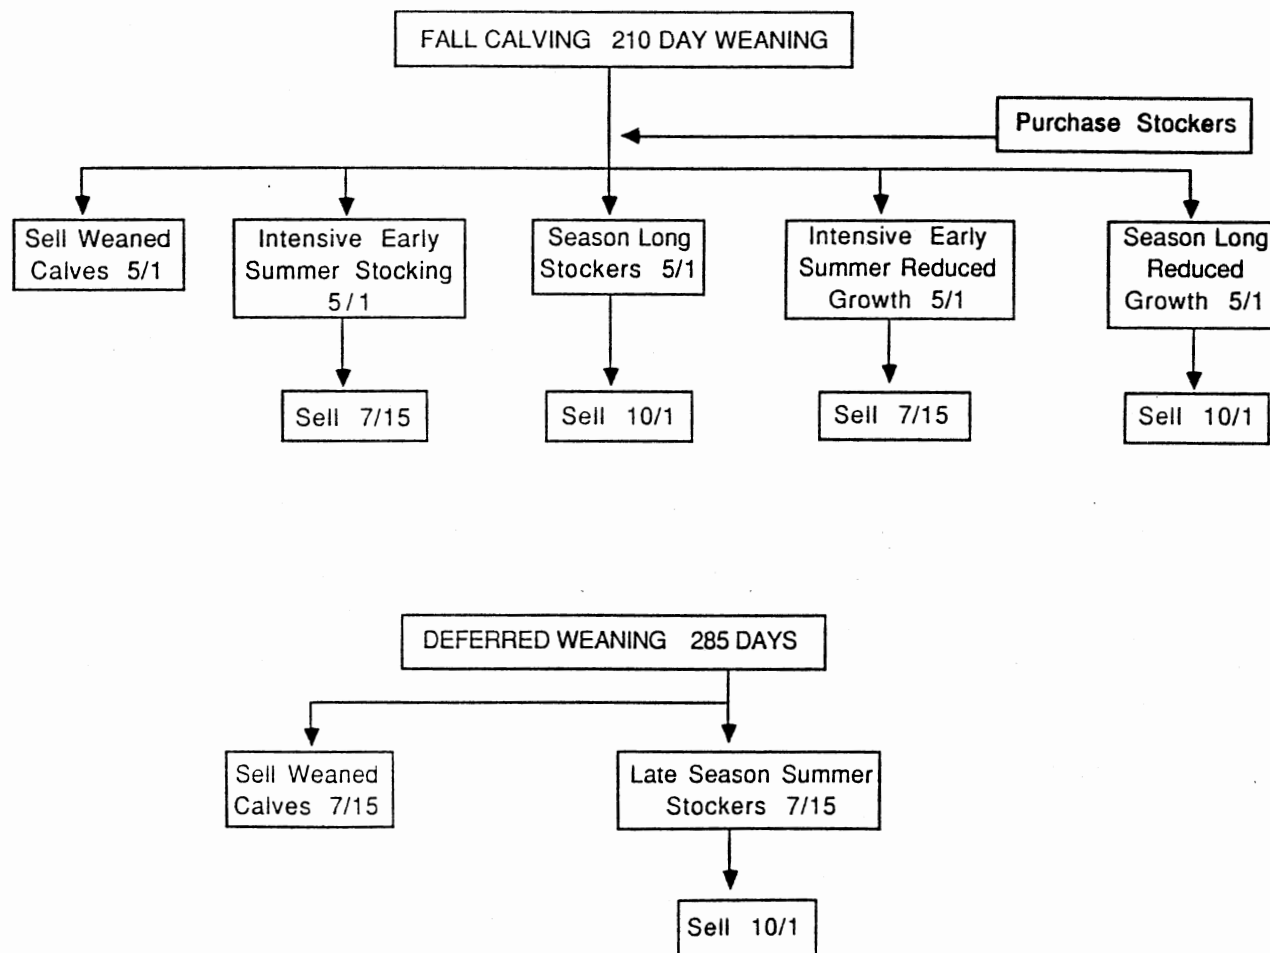 FALL CALVING 210 DAY WEANING
Purchase Stockers
Sell Weaned
Calves 5/1
Intensive Early
Summer Stocking
5/1
Season Long
Stockers 5/1
Intensive Early
Summer Reduced
Growth 5/1
Season Long
Reduced
Growth 5/1
Sell 7/15
Sell 10/1
Sell 7/15
Sell 10/1
DEFERRED WEANING 285 DAYS
Sell Weaned
Calves 7/15
Late Season Summer
Stockers 7/15
Sell 10/1